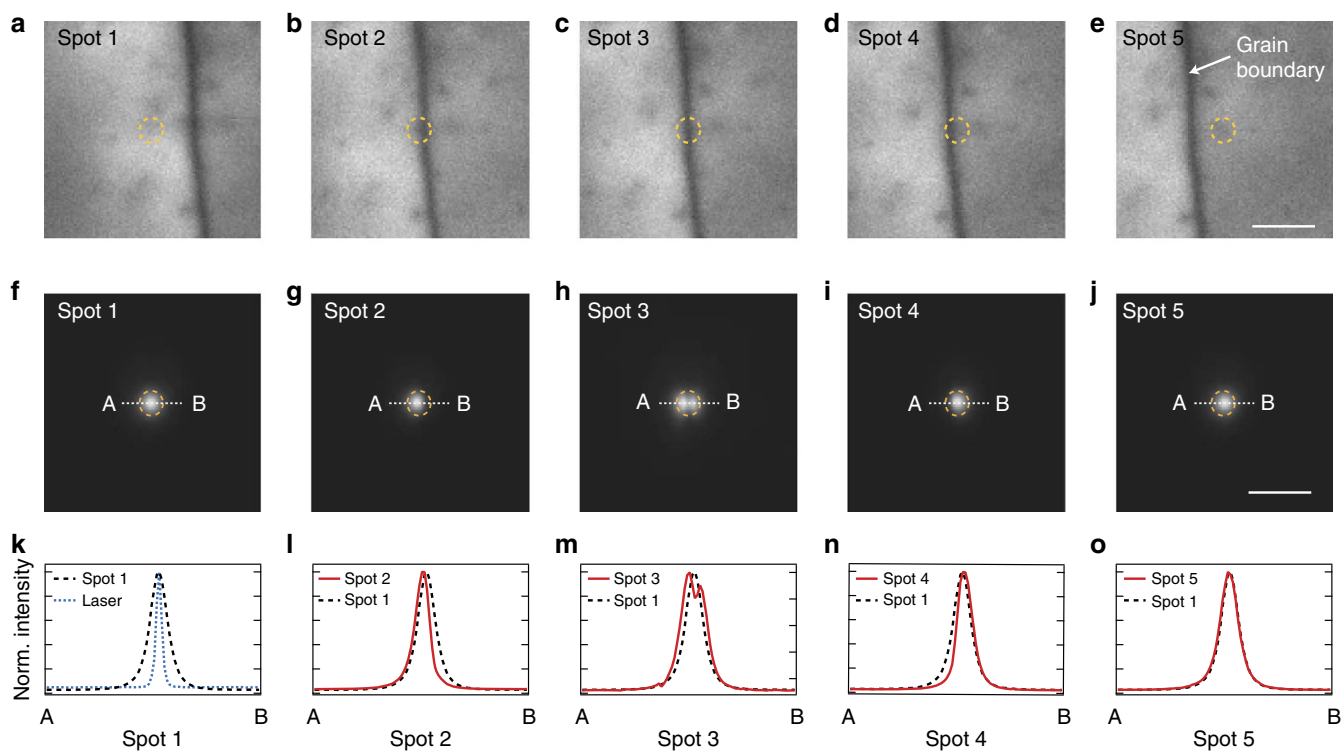 a b c d e
Spot 1 Spot 2 Spot 3 Spot 4 Spot 5
Grain
boundary
f g h i j
Spot 1 Spot 2 Spot 3 Spot 4 Spot 5
A B A B A B A B A B
k l m n o
Norm. intensity
Spot 1 Spot 2 Spot 3 Spot 4 Spot 5
Laser Spot 1 Spot 1 Spot 1 Spot 1
A B A B A B A B A B
Spot 1 Spot 2 Spot 3 Spot 4 Spot 5